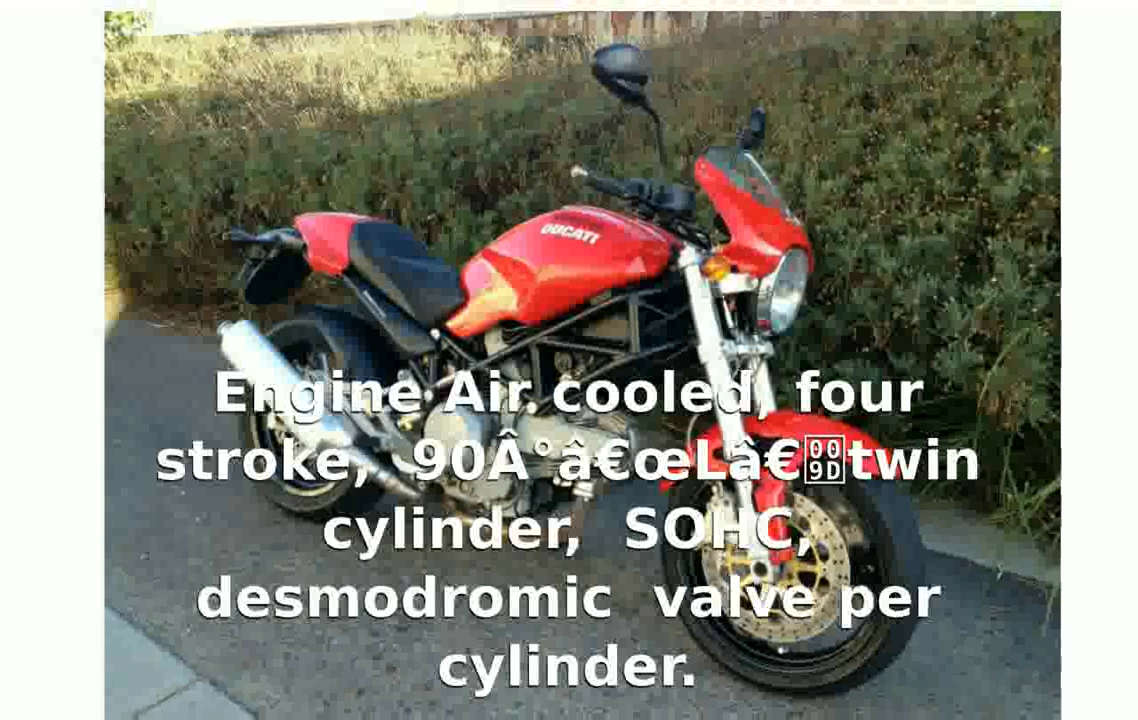 DUCATI
Engine Air cooled, four
stroke,  90Â°â€œLâ€twin
cylinder,  SOHC,
desmodromic  valve per
cylinder.